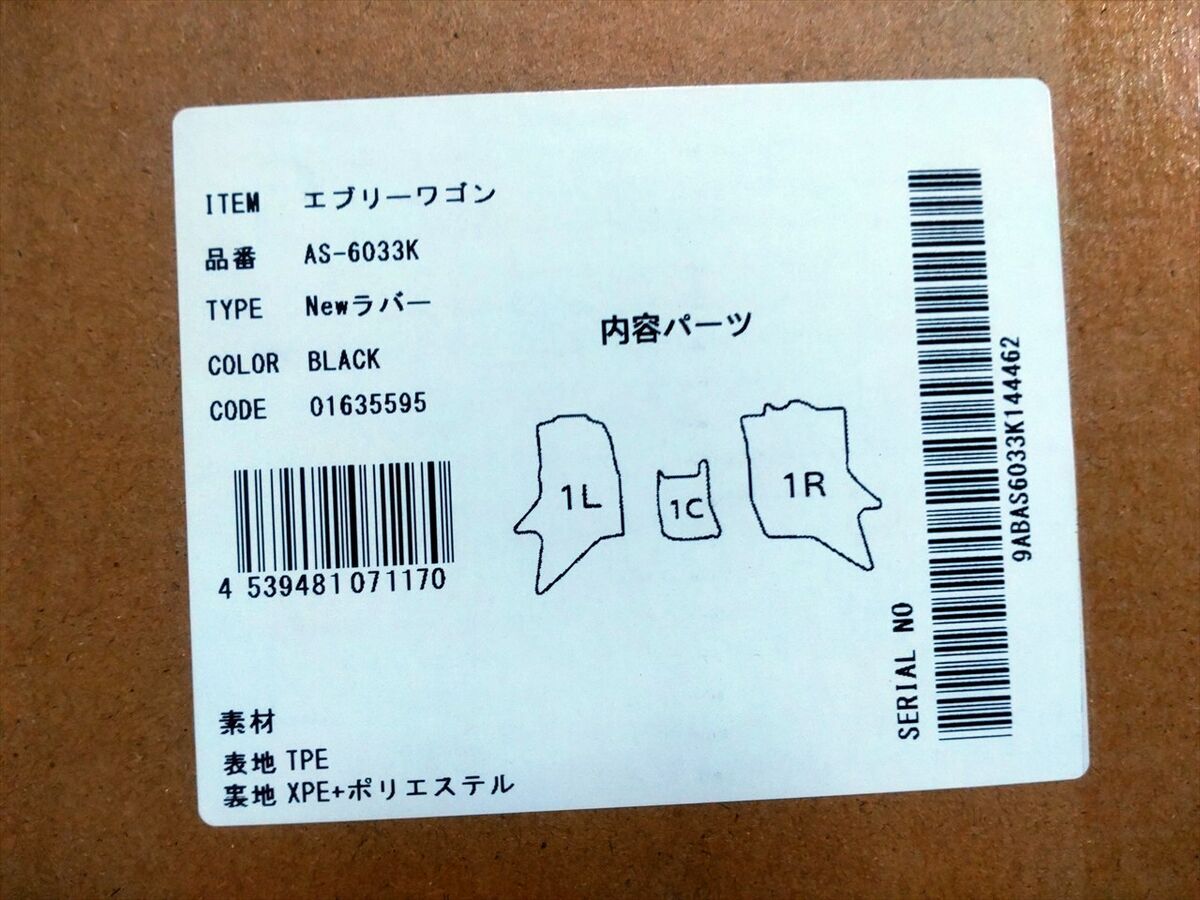 ITEM エブリーワゴン
品番 AS-6033K
TYPE Newラバー
COLOR BLACK
CODE 01635595
4 539481 071170
内容パーツ
1L
1C
1R
素材
表地 TPE
裏地 XPE+ポリエステル
SERIAL NO
9ABAS6033K144462